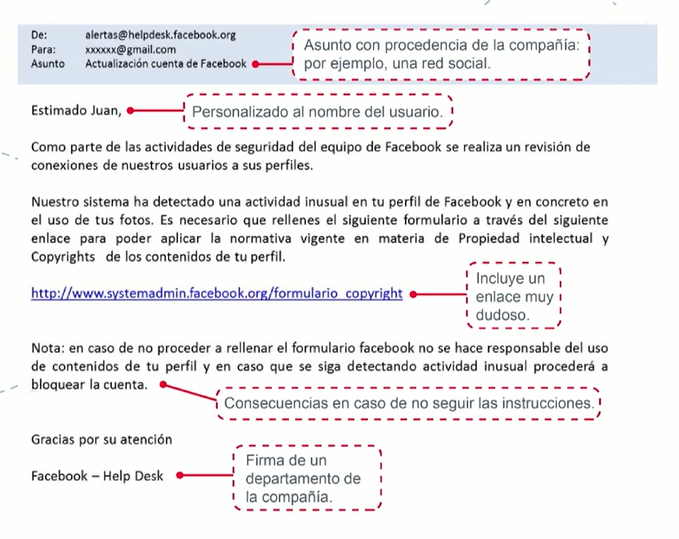 De: alertas@helpdesk.facebook.org
Para: xxxxxx@gmail.com
Asunto Actualización cuenta de Facebook
Asunto con procedencia de la compañía:
por ejemplo, una red social.
Estimado Juan,
Personalizado al nombre del usuario.
Como parte de las actividades de seguridad del equipo de Facebook se realiza un revisión de
conexiones de nuestros usuarios a sus perfiles.
Nuestro sistema ha detectado una actividad inusual en tu perfil de Facebook y en concreto en
el uso de tus fotos. Es necesario que rellenes el siguiente formulario a través del siguiente
enlace para poder aplicar la normativa vigente en materia de Propiedad intelectual y
Copyrights de los contenidos de tu perfil.
http://www.systemadmin.facebook.org/formulario_copyright
Incluye un
enlace muy
dudoso.
Nota: en caso de no proceder a rellenar el formulario facebook no se hace responsable del uso
de contenidos de tu perfil y en caso que se siga detectando actividad inusual procederá a
bloquear la cuenta.
Consecuencias en caso de no seguir las instrucciones.
Gracias por su atención
Facebook – Help Desk
Firma de un
departamento de
la compañía.